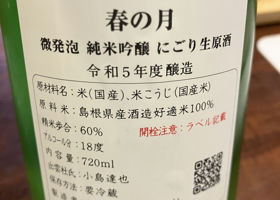 春の月
微発泡 純米吟醸 にごり生原酒
令和5年度醸造
原材料名:米(国産)、米こうじ(国産米)
原料米:島根県産酒造好適米100%
精米歩合:60%
開栓注意:ラベル記載
アルコール分:18度
内容量:720ml
出雲杜氏:小島達也
保存方法:要冷蔵